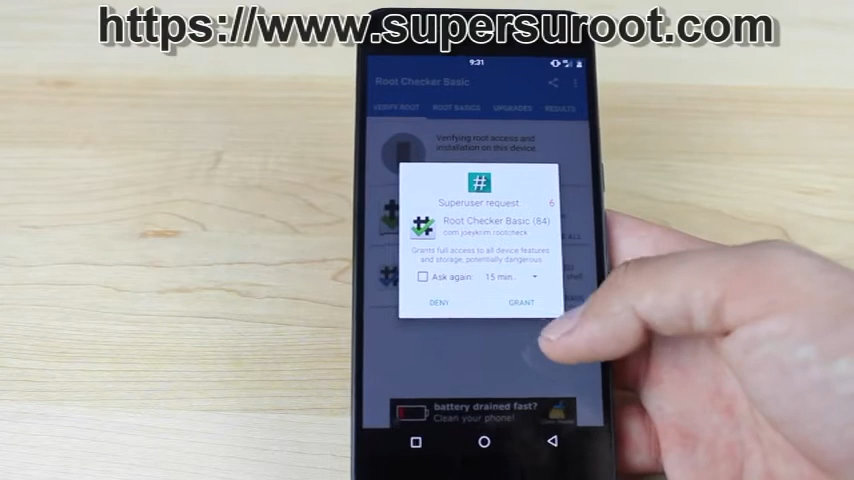 https://www.supersuroot.com
9:31
Root Checker Basic
VERIFY ROOT ROOT BASICS UPGRADES RESULTS
Verifying root access and
installation on this device
#
Superuser request 6
Root Checker Basic (84)
com.joeykrim.rootcheck
Grants full access to all device features
and storage, potentially dangerous
Ask again: 15 min.
DENY GRANT
battery drained fast?
Clean your phone!